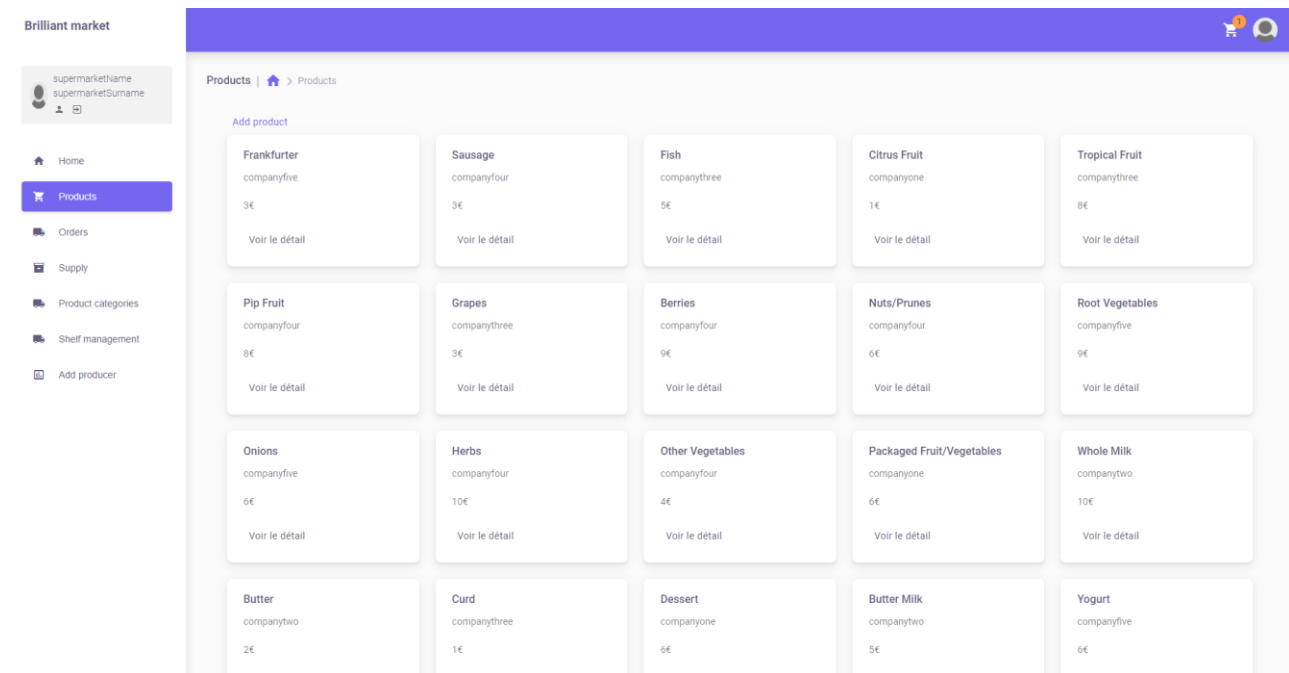 Brilliant market
1
supermarketName
supermarketSurname
Products | > Products
Add product
Home
Products
Orders
Supply
Product categories
Shelf management
Add producer
Frankfurter
companyfive
3€
Voir le détail
Sausage
companyfour
3€
Voir le détail
Fish
companythree
5€
Voir le détail
Citrus Fruit
companyone
1€
Voir le détail
Tropical Fruit
companythree
8€
Voir le détail
Pip Fruit
companyfour
8€
Voir le détail
Grapes
companythree
3€
Voir le détail
Berries
companyfour
9€
Voir le détail
Nuts/Prunes
companyfour
6€
Voir le détail
Root Vegetables
companyfive
9€
Voir le détail
Onions
companyfive
6€
Voir le détail
Herbs
companyfour
10€
Voir le détail
Other Vegetables
companyfour
4€
Voir le détail
Packaged Fruit/Vegetables
companyone
6€
Voir le détail
Whole Milk
companytwo
10€
Voir le détail
Butter
companytwo
2€
Curd
companythree
1€
Dessert
companyone
6€
Butter Milk
companytwo
5€
Yogurt
companyfive
6€